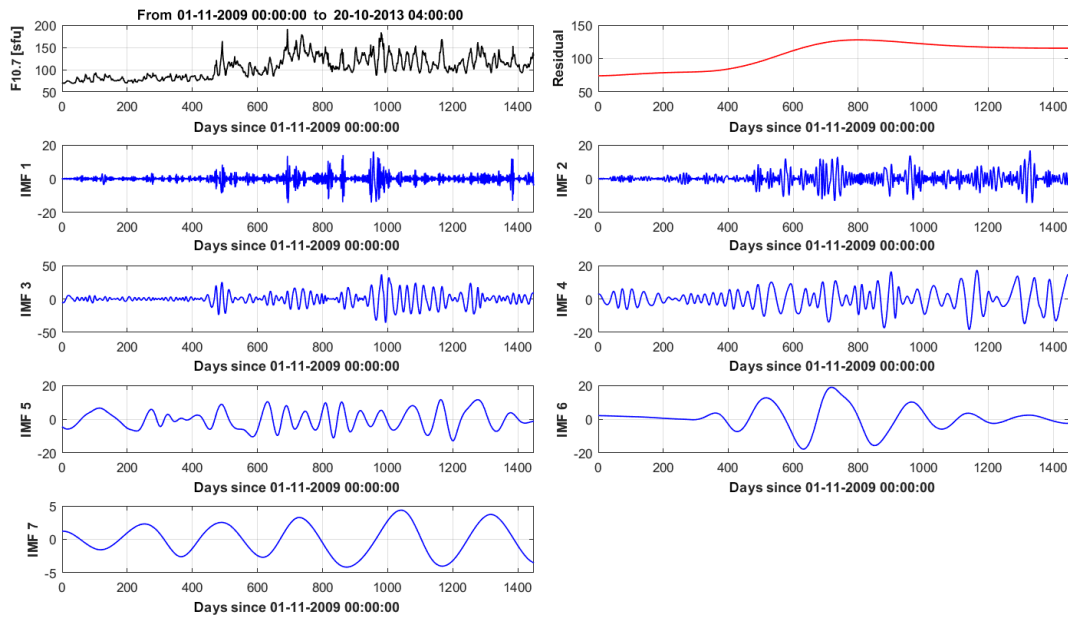 From 01-11-2009 00:00:00 to 20-10-2013 04:00:00
F10.7 [sfu]
200
150
100
50
0 200 400 600 800 1000 1200 1400
Days since 01-11-2009 00:00:00
Residual
150
100
50
0 200 400 600 800 1000 1200 1400
Days since 01-11-2009 00:00:00
IMF 1
20
0
-20
0 200 400 600 800 1000 1200 1400
Days since 01-11-2009 00:00:00
IMF 2
20
0
-20
0 200 400 600 800 1000 1200 1400
Days since 01-11-2009 00:00:00
IMF 3
50
0
-50
0 200 400 600 800 1000 1200 1400
Days since 01-11-2009 00:00:00
IMF 4
20
0
-20
0 200 400 600 800 1000 1200 1400
Days since 01-11-2009 00:00:00
IMF 5
20
0
-20
0 200 400 600 800 1000 1200 1400
Days since 01-11-2009 00:00:00
IMF 6
20
0
-20
0 200 400 600 800 1000 1200 1400
Days since 01-11-2009 00:00:00
IMF 7
5
0
-5
0 200 400 600 800 1000 1200 1400
Days since 01-11-2009 00:00:00